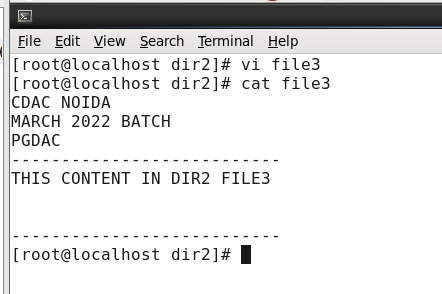 File Edit View Search Terminal Help
[root@localhost dir2]# vi file3
[root@localhost dir2]# cat file3
CDAC NOIDA
MARCH 2022 BATCH
PGDAC
----------------------------
THIS CONTENT IN DIR2 FILE3
----------------------------
[root@localhost dir2]#